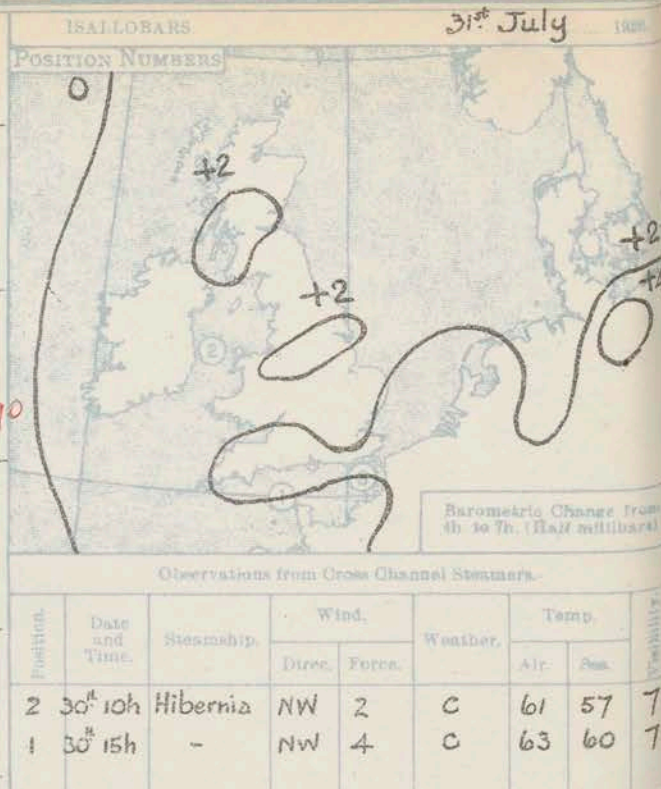 ISALLOBARS
31st July
POSITION NUMBERS
0
+2
+2
+2
2
Barometric Change from
4h to 7h. (Half millibars)
Observations from Cross Channel Steamers.
Position. Date and Time. Steamship. Wind. Direc. Force. Weather. Temp. Air. Sea. Visibility.
2 30th 10h Hibernia NW 2 C 61 57 7
1 30th 15h - NW 4 C 63 60 7